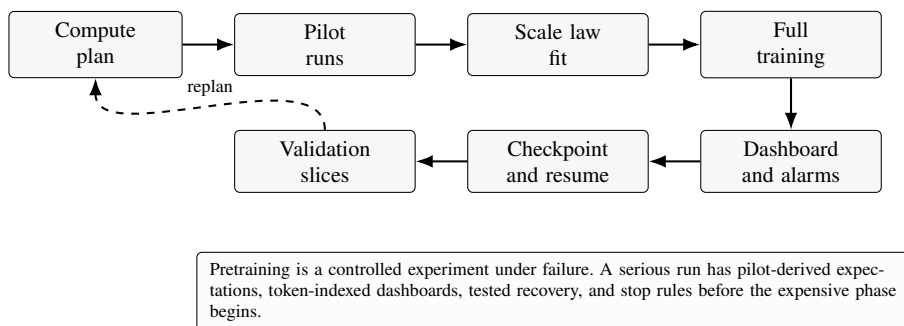 Compute
plan
Pilot
runs
Scale law
fit
Full
training
replan
Validation
slices
Checkpoint
and resume
Dashboard
and alarms
Pretraining is a controlled experiment under failure. A serious run has pilot-derived expec-
tations, token-indexed dashboards, tested recovery, and stop rules before the expensive phase
begins.